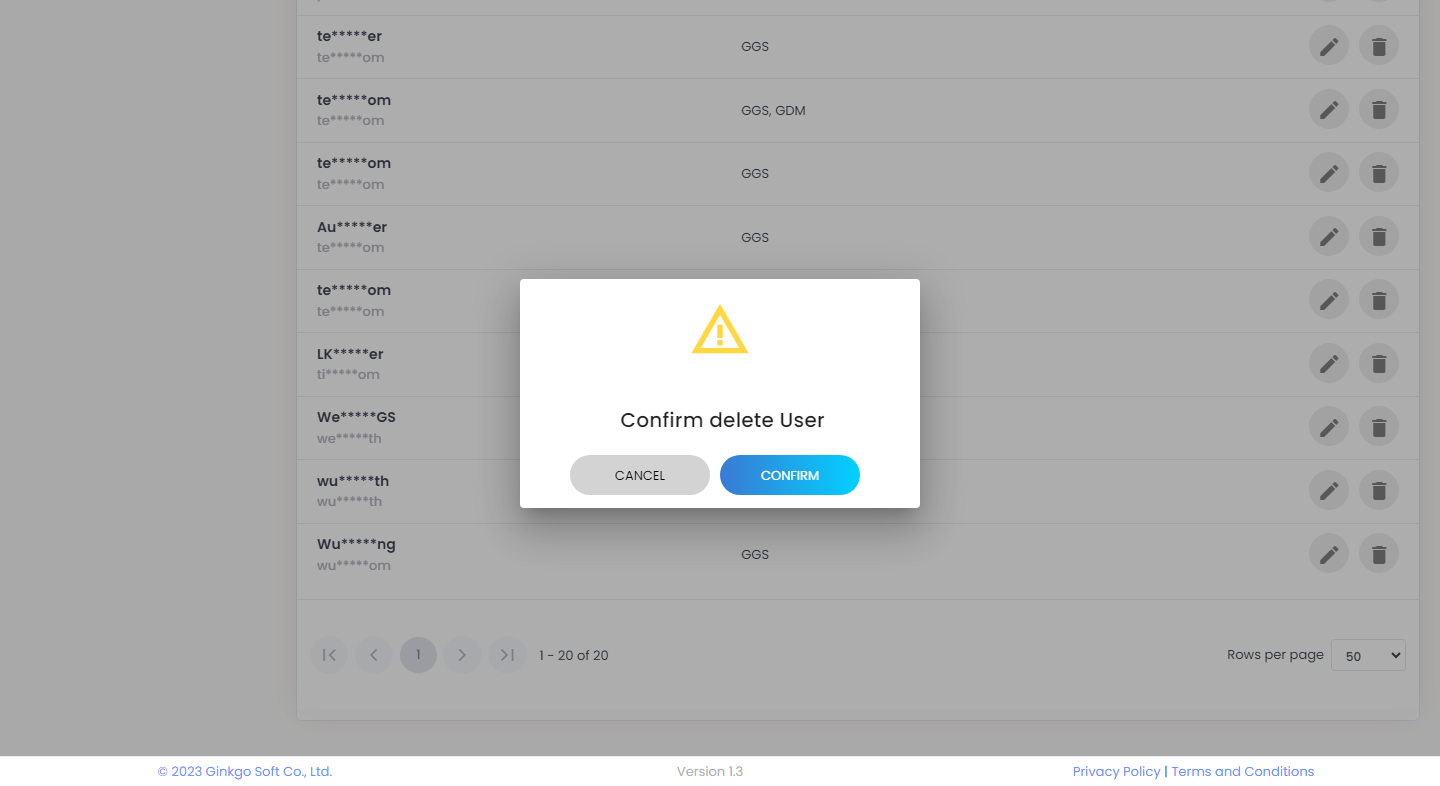 te*****er
te*****om
GGS
te*****om
te*****om
GGS, GDM
te*****om
te*****om
GGS
Au*****er
te*****om
GGS
te*****om
te*****om
LK*****er
ti*****om
We*****GS
we*****th
wu*****th
wu*****th
Wu*****ng
wu*****om
GGS
Confirm delete User
CANCEL CONFIRM
1 1 - 20 of 20 Rows per page 50
© 2023 Ginkgo Soft Co., Ltd. Version 1.3 Privacy Policy | Terms and Conditions